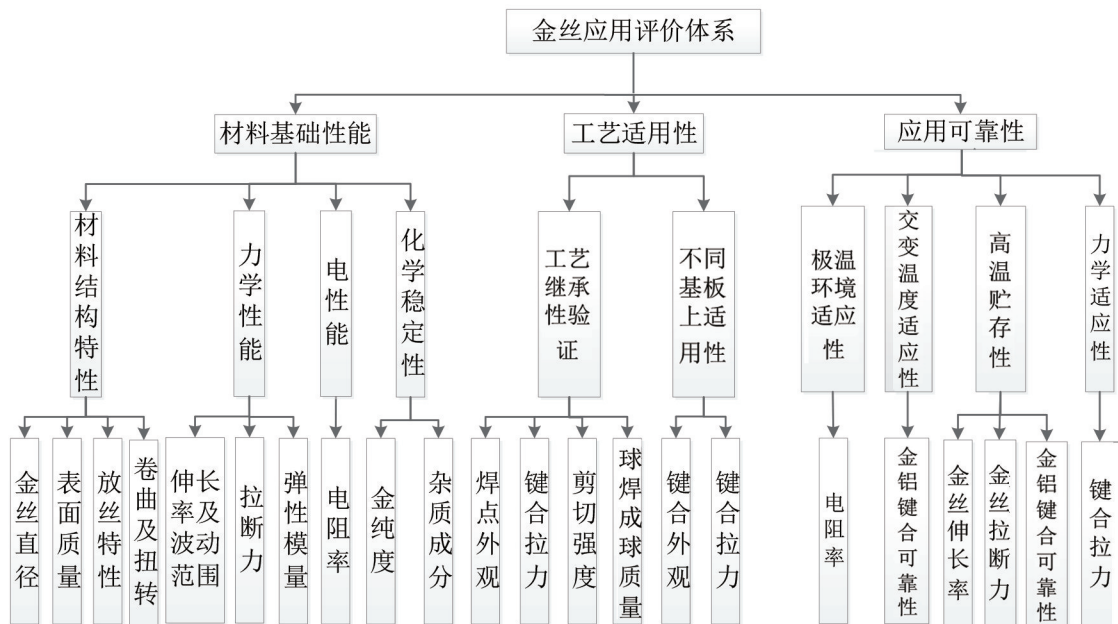 金丝应用评价体系
材料基础性能
工艺适用性
应用可靠性
材料结构特性
力学性能
电性能
化学稳定性
工艺继承性验证
不同基板上适用性
极温环境适应性
交变温度适应性
高温贮存性
力学适应性
金丝直径
表面质量
放丝特性
卷曲及扭转
伸长率及波动范围
拉断力
弹性模量
电阻率
金纯度
杂质成分
焊点外观
键合拉力
剪切强度
球焊成球质量
键合外观
键合拉力
电阻率
金铝键合可靠性
金丝伸长率
金丝拉断力
金铝键合可靠性
键合拉力